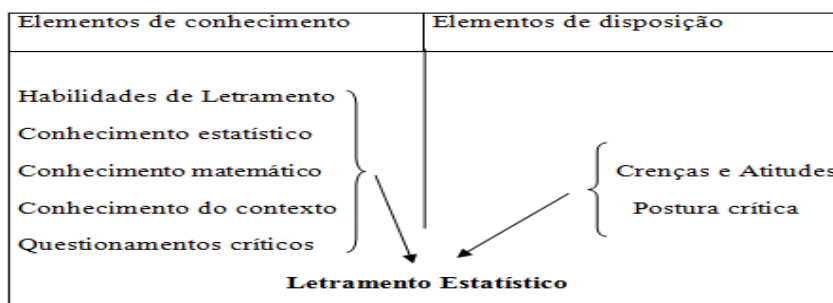 Elementos de conhecimento
Elementos de disposição
Habilidades de Letramento
Conhecimento estatístico
Conhecimento matemático
Conhecimento do contexto
Questionamentos críticos
Crenças e Atitudes
Postura crítica
Letramento Estatístico